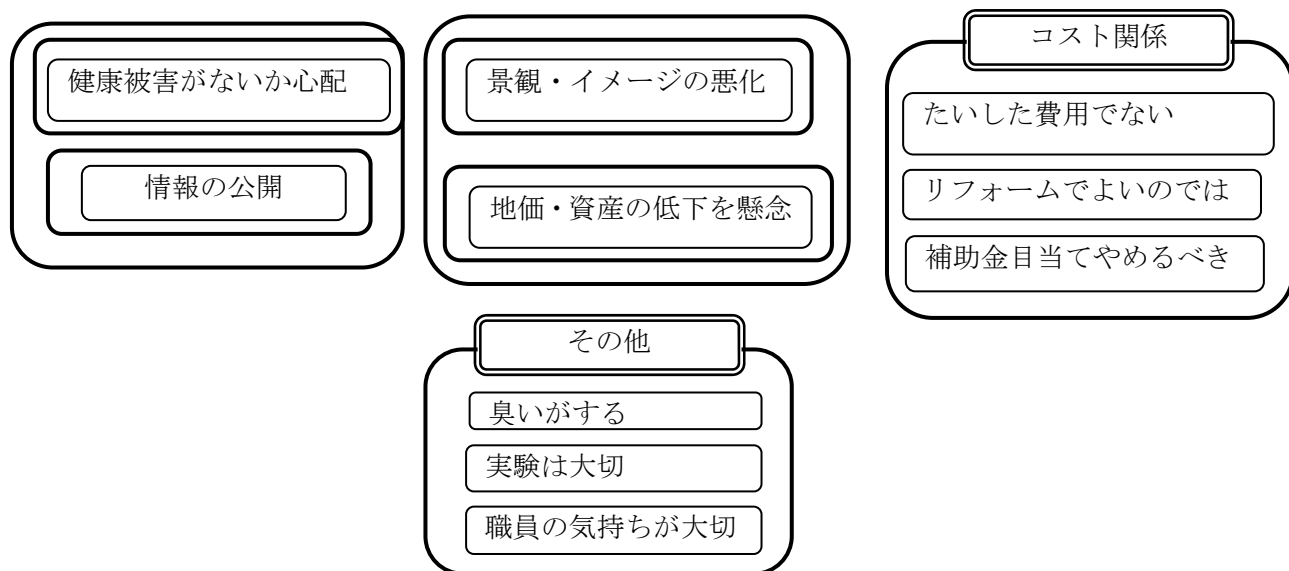 健康被害がないか心配
情報の公開
景観・イメージの悪化
地価・資産の低下を懸念
コスト関係
たいした費用でない
リフォームでよいのでは
補助金目当てやめるべき
その他
臭いがする
実験は大切
職員の気持ちが大切